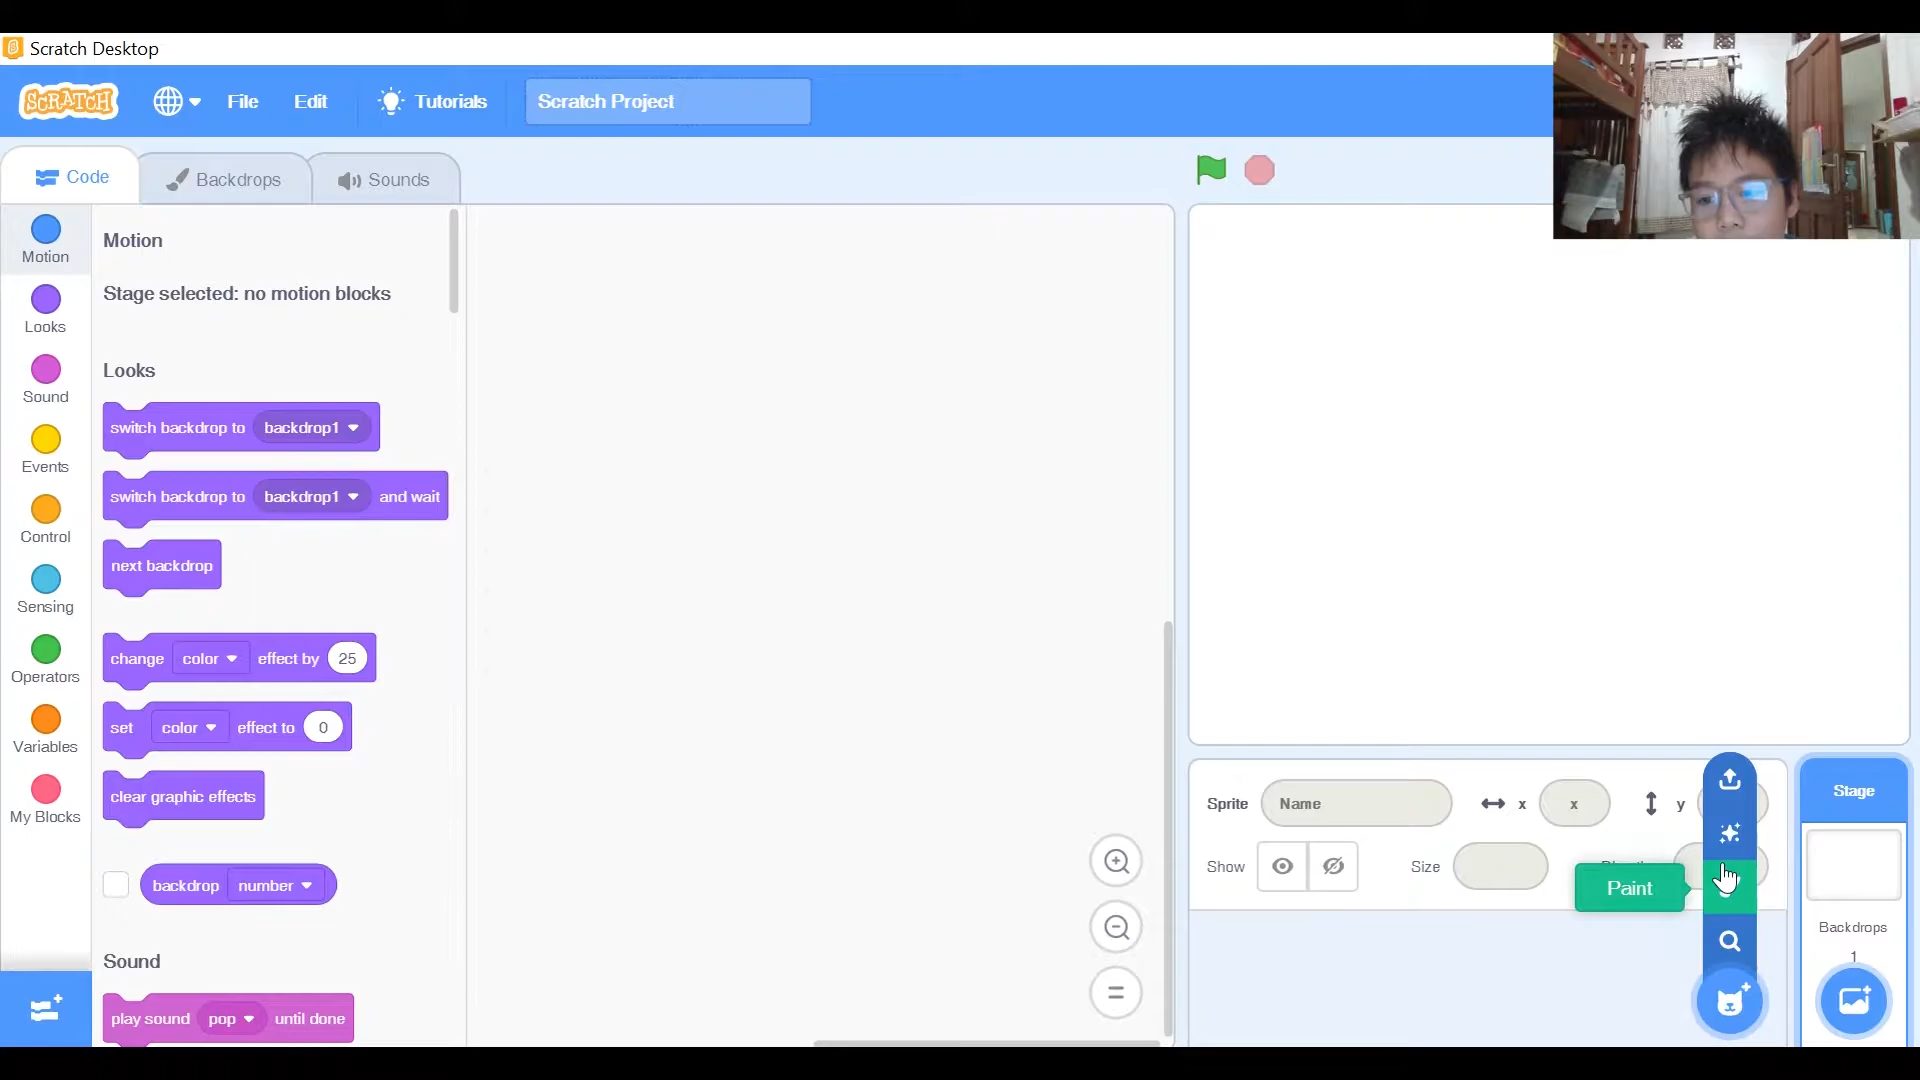 Scratch Desktop
SCRATCH
File
Edit
Tutorials
Scratch Project
Code
Backdrops
Sounds
Motion
Looks
Sound
Events
Control
Sensing
Operators
Variables
My Blocks
Motion
Stage selected: no motion blocks
Looks
switch backdrop to backdrop1
switch backdrop to backdrop1 and wait
next backdrop
change color effect by 25
set color effect to 0
clear graphic effects
backdrop number
Sound
play sound pop until done
Sprite Name x x y
Show Size
Paint
Stage
Backdrops
1